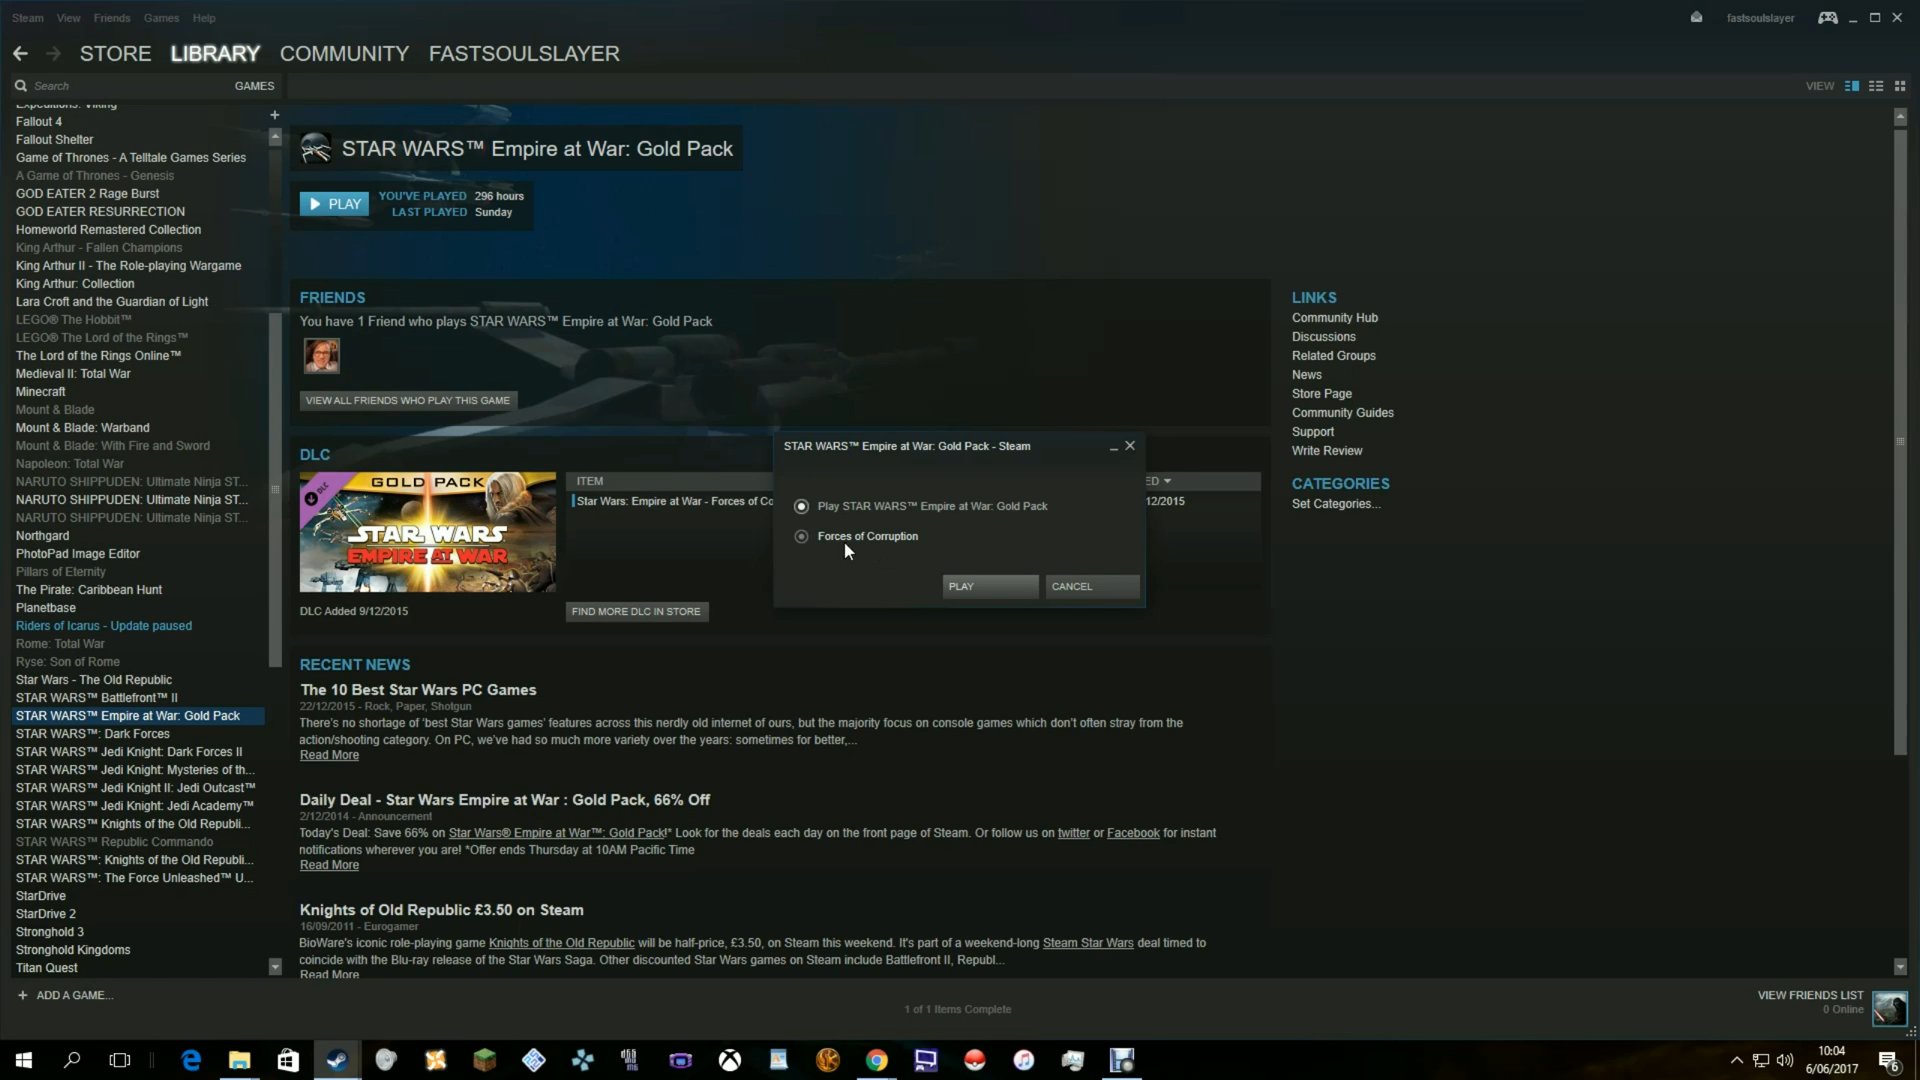 Steam View Friends Games Help
fastsoulslayer
STORE LIBRARY COMMUNITY FASTSOULSLAYER
Search GAMES
VIEW
Expeditions: Viking
Fallout 4
Fallout Shelter
Game of Thrones - A Telltale Games Series
A Game of Thrones - Genesis
GOD EATER 2 Rage Burst
GOD EATER RESURRECTION
Homeworld Remastered Collection
King Arthur - Fallen Champions
King Arthur II - The Role-playing Wargame
King Arthur: Collection
Lara Croft and the Guardian of Light
LEGO® The Hobbit™
LEGO® The Lord of the Rings™
The Lord of the Rings Online™
Medieval II: Total War
Minecraft
Mount & Blade
Mount & Blade: Warband
Mount & Blade: With Fire and Sword
Napoleon: Total War
NARUTO SHIPPUDEN: Ultimate Ninja ST...
NARUTO SHIPPUDEN: Ultimate Ninja ST...
NARUTO SHIPPUDEN: Ultimate Ninja ST...
Northgard
PhotoPad Image Editor
Pillars of Eternity
The Pirate: Caribbean Hunt
Planetbase
Riders of Icarus - Update paused
Rome: Total War
Ryse: Son of Rome
Star Wars - The Old Republic
STAR WARS™ Battlefront™ II
STAR WARS™ Empire at War: Gold Pack
STAR WARS™: Dark Forces
STAR WARS™ Jedi Knight: Dark Forces II
STAR WARS™ Jedi Knight: Mysteries of th...
STAR WARS™ Jedi Knight II: Jedi Outcast™
STAR WARS™ Jedi Knight: Jedi Academy™
STAR WARS™ Knights of the Old Republi...
STAR WARS™ Republic Commando
STAR WARS™: Knights of the Old Republi...
STAR WARS™: The Force Unleashed™ U...
StarDrive
StarDrive 2
Stronghold 3
Stronghold Kingdoms
Titan Quest
+ ADD A GAME...
STAR WARS™ Empire at War: Gold Pack
PLAY
YOU'VE PLAYED 296 hours
LAST PLAYED Sunday
FRIENDS
You have 1 Friend who plays STAR WARS™ Empire at War: Gold Pack
VIEW ALL FRIENDS WHO PLAY THIS GAME
DLC
DLC
GOLD PACK
STAR WARS
EMPIRE AT WAR
DLC Added 9/12/2015
ITEM
Star Wars: Empire at War - Forces of Co
ED
12/2015
FIND MORE DLC IN STORE
STAR WARS™ Empire at War: Gold Pack - Steam
Play STAR WARS™ Empire at War: Gold Pack
Forces of Corruption
PLAY CANCEL
RECENT NEWS
The 10 Best Star Wars PC Games
22/12/2015 - Rock, Paper, Shotgun
There's no shortage of 'best Star Wars games' features across this nerdly old internet of ours, but the majority focus on console games which don't often stray from the
action/shooting category. On PC, we've had so much more variety over the years: sometimes for better,...
Read More
Daily Deal - Star Wars Empire at War : Gold Pack, 66% Off
2/12/2014 - Announcement
Today's Deal: Save 66% on Star Wars® Empire at War™: Gold Pack!* Look for the deals each day on the front page of Steam. Or follow us on twitter or Facebook for instant
notifications wherever you are! *Offer ends Thursday at 10AM Pacific Time
Read More
Knights of Old Republic £3.50 on Steam
16/09/2011 - Eurogamer
BioWare's iconic role-playing game Knights of the Old Republic will be half-price, £3.50, on Steam this weekend. It's part of a weekend-long Steam Star Wars deal timed to
coincide with the Blu-ray release of the Star Wars Saga. Other discounted Star Wars games on Steam include Battlefront II, Republ...
Read More
LINKS
Community Hub
Discussions
Related Groups
News
Store Page
Community Guides
Support
Write Review
CATEGORIES
Set Categories...
1 of 1 Items Complete
VIEW FRIENDS LIST
0 Online
10:04
6/06/2017
6